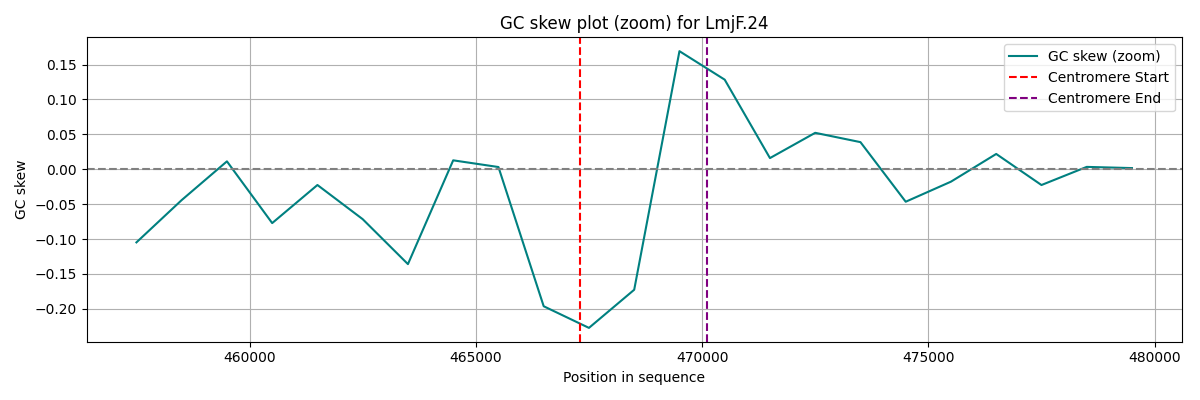 GC skew plot (zoom) for LmjF.24
GC skew (zoom)
Centromere Start
Centromere End
GC skew
0.15
0.10
0.05
0.00
−0.05
−0.10
−0.15
−0.20
460000
465000
470000
475000
480000
Position in sequence